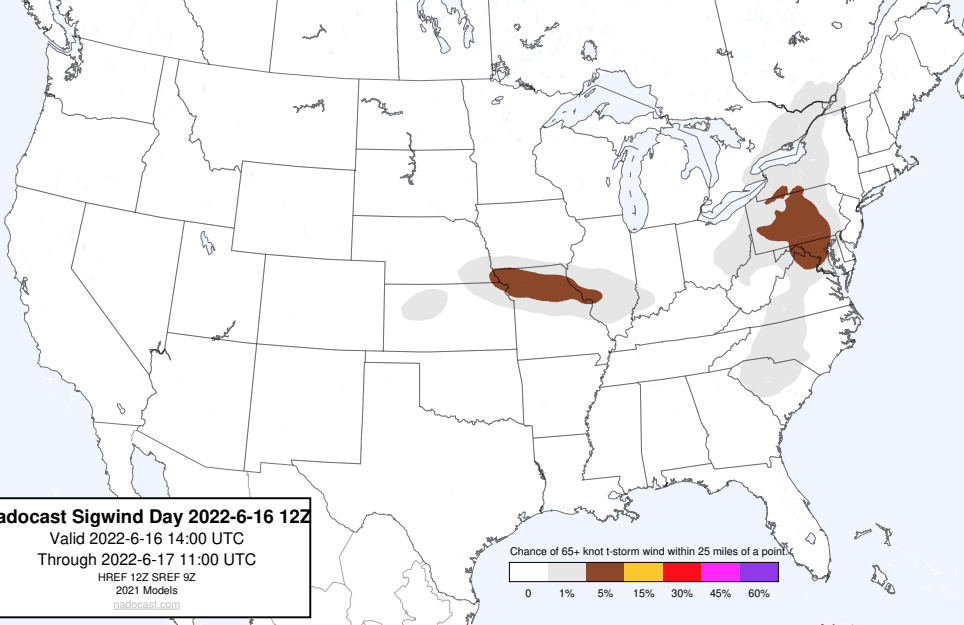 adocast Sigwind Day 2022-6-16 12Z
Valid 2022-6-16 14:00 UTC
Through 2022-6-17 11:00 UTC
HREF 12Z SREF 9Z
2021 Models
nadocast.com
Chance of 65+ knot t-storm wind within 25 miles of a point.
0 1% 5% 15% 30% 45% 60%